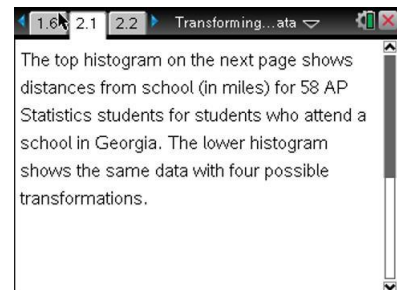 1.6 2.1 2.2 Transforming...ata
The top histogram on the next page shows
distances from school (in miles) for 58 AP
Statistics students for students who attend a
school in Georgia. The lower histogram
shows the same data with four possible
transformations.